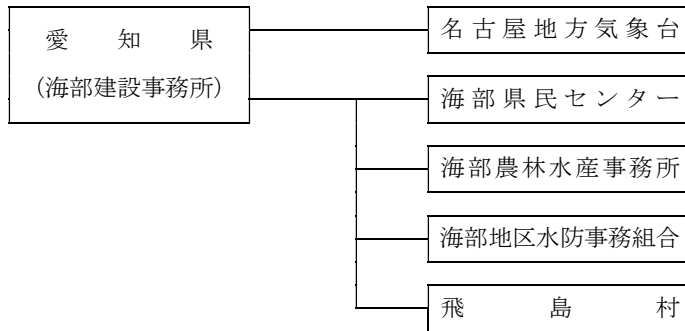 愛知県
(海部建設事務所)
名古屋地方気象台
海部県民センター
海部農林水産事務所
海部地区水防事務組合
飛島村